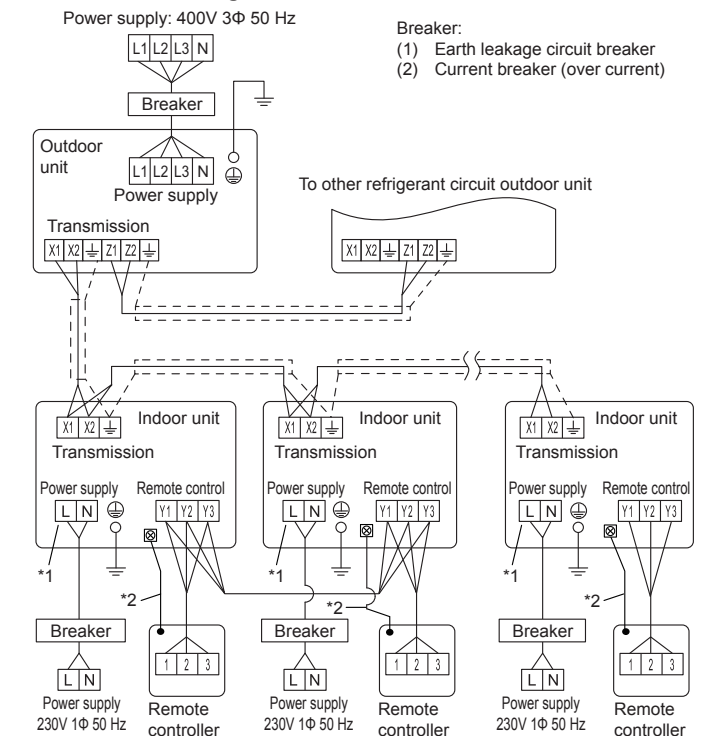 Power supply: 400V 3Φ 50 Hz
Breaker:
(1) Earth leakage circuit breaker
(2) Current breaker (over current)
L1 L2 L3 N
Breaker
Outdoor
unit
L1 L2 L3 N
Power supply
To other refrigerant circuit outdoor unit
Transmission
X1 X2 Z1 Z2
X1 X2 Z1 Z2
X1 X2 Indoor unit
X1 X2 Indoor unit
X1 X2 Indoor unit
Transmission
Transmission
Transmission
Power supply Remote control
Power supply Remote control
Power supply Remote control
L N Y1 Y2 Y3
L N Y1 Y2 Y3
L N Y1 Y2 Y3
*1
*1
*1
*2
*2
*2
Breaker
Breaker
Breaker
1 2 3
1 2 3
1 2 3
L N
L N
L N
Power supply
230V 1Φ 50 Hz
Remote
controller
Power supply
230V 1Φ 50 Hz
Remote
controller
Power supply
230V 1Φ 50 Hz
Remote
controller